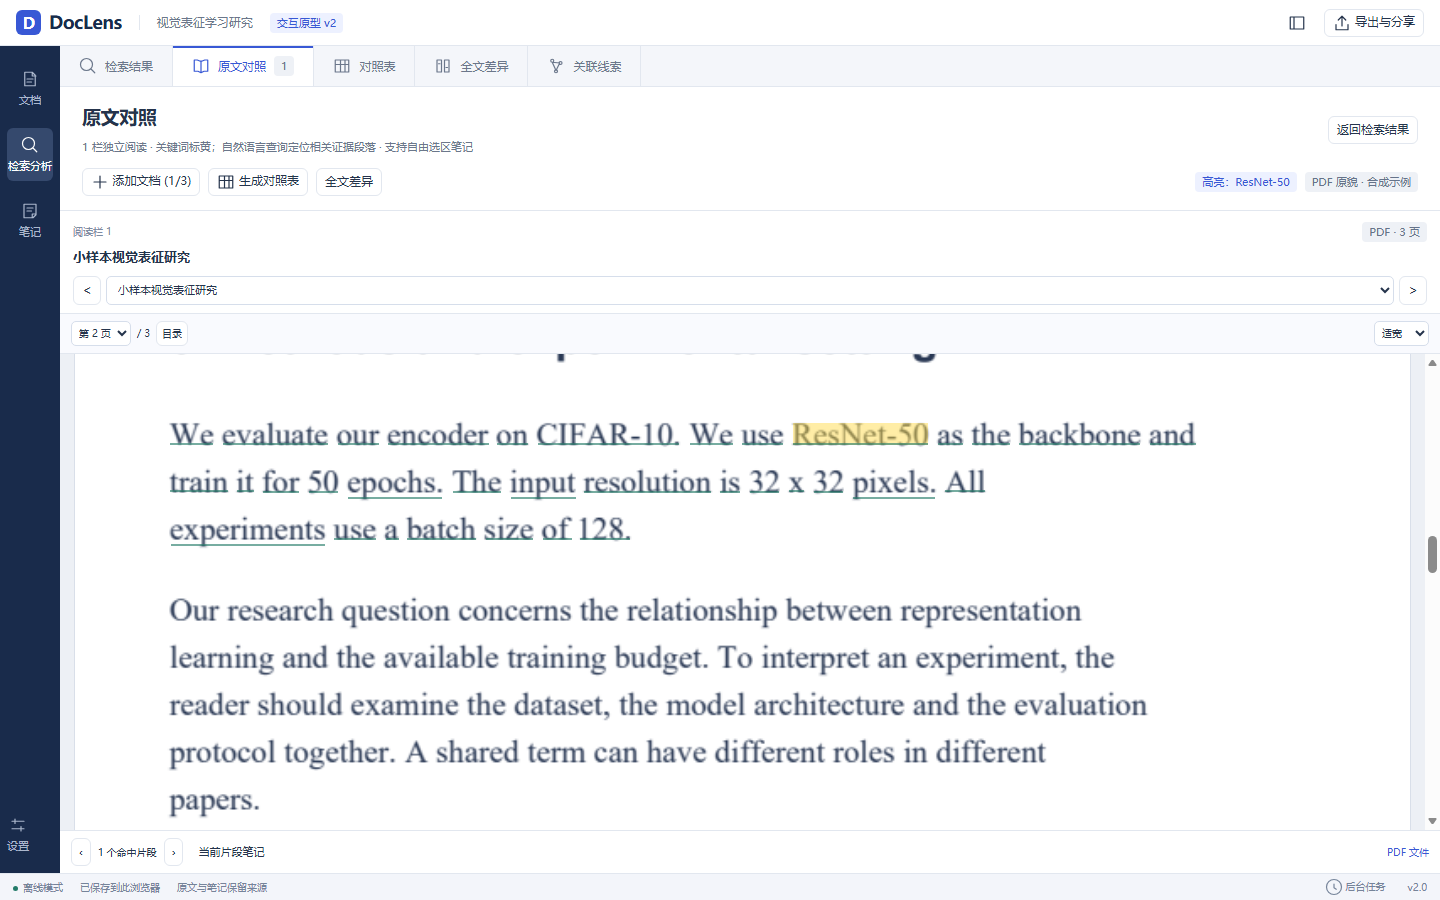 D DocLens 视觉表征学习研究 交互原型 v2 导出与分享
文档
检索分析
笔记
设置
检索结果 原文对照 1 对照表 全文差异 关联线索
原文对照
1 栏独立阅读 · 关键词标黄；自然语言查询定位相关证据段落 · 支持自由选区笔记
返回检索结果
添加文档 (1/3) 生成对照表 全文差异 高亮：ResNet-50 PDF 原貌 · 合成示例
阅读栏 1 PDF · 3 页
小样本视觉表征研究
< 小样本视觉表征研究 >
第 2 页 / 3 目录 适宽
We evaluate our encoder on CIFAR-10. We use ResNet-50 as the backbone and
train it for 50 epochs. The input resolution is 32 x 32 pixels. All
experiments use a batch size of 128.
Our research question concerns the relationship between representation
learning and the available training budget. To interpret an experiment, the
reader should examine the dataset, the model architecture and the evaluation
protocol together. A shared term can have different roles in different
papers.
‹ 1 个命中片段 › 当前片段笔记 PDF 文件
离线模式 已保存到此浏览器 原文与笔记保留来源 后台任务 v2.0